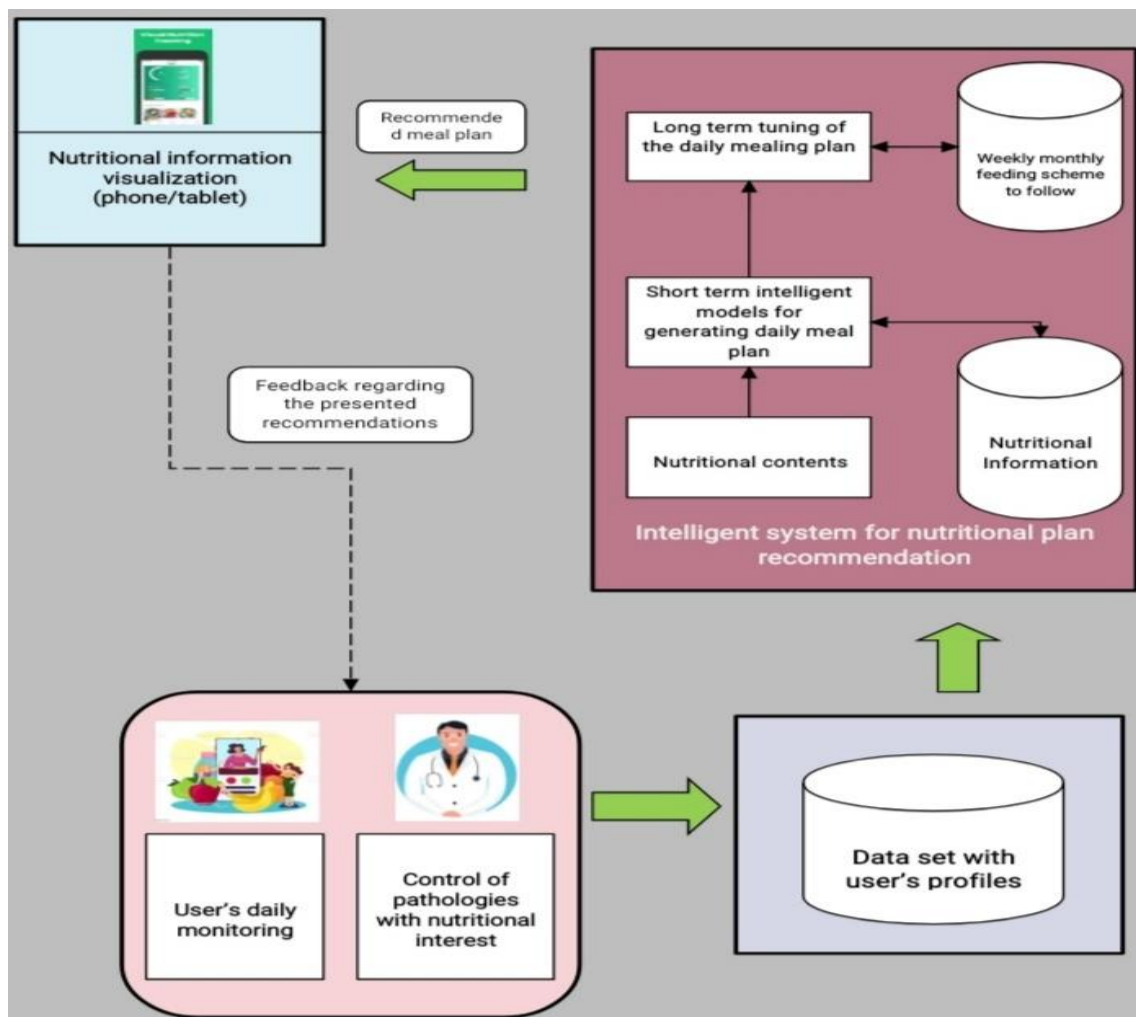 Visual Nutrition
Tracking
Nutritional information
visualization
(phone/tablet)
Recommende
d meal plan
Long term tuning of
the daily mealing plan
Weekly monthly
feeding scheme
to follow
Short term intelligent
models for
generating daily meal
plan
Nutritional contents
Nutritional
Information
Intelligent system for nutritional plan
recommendation
Feedback regarding
the presented
recommendations
User's daily
monitoring
Control of
pathologies
with nutritional
interest
Data set with
user's profiles